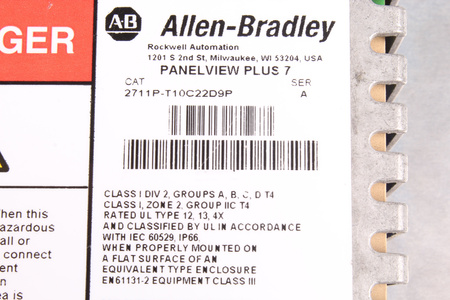 GER
A-B Allen-Bradley
Rockwell Automation
1201 S 2nd St, Milwaukee, WI 53204, USA
PANELVIEW PLUS 7
CAT SER
2711P-T10C22D9P A
CLASS I DIV 2, GROUPS A, B, C, D T4
CLASS I, ZONE 2, GROUP IIC T4
RATED UL TYPE 12, 13, 4X
AND CLASSIFIED BY UL IN ACCORDANCE
WITH IEC 60529, IP66
WHEN PROPERLY MOUNTED ON
A FLAT SURFACE OF AN
EQUIVALENT TYPE ENCLOSURE
EN61131-2 EQUIPMENT CLASS III
hen this
azardous
all or
connect
ent
n an
ea is